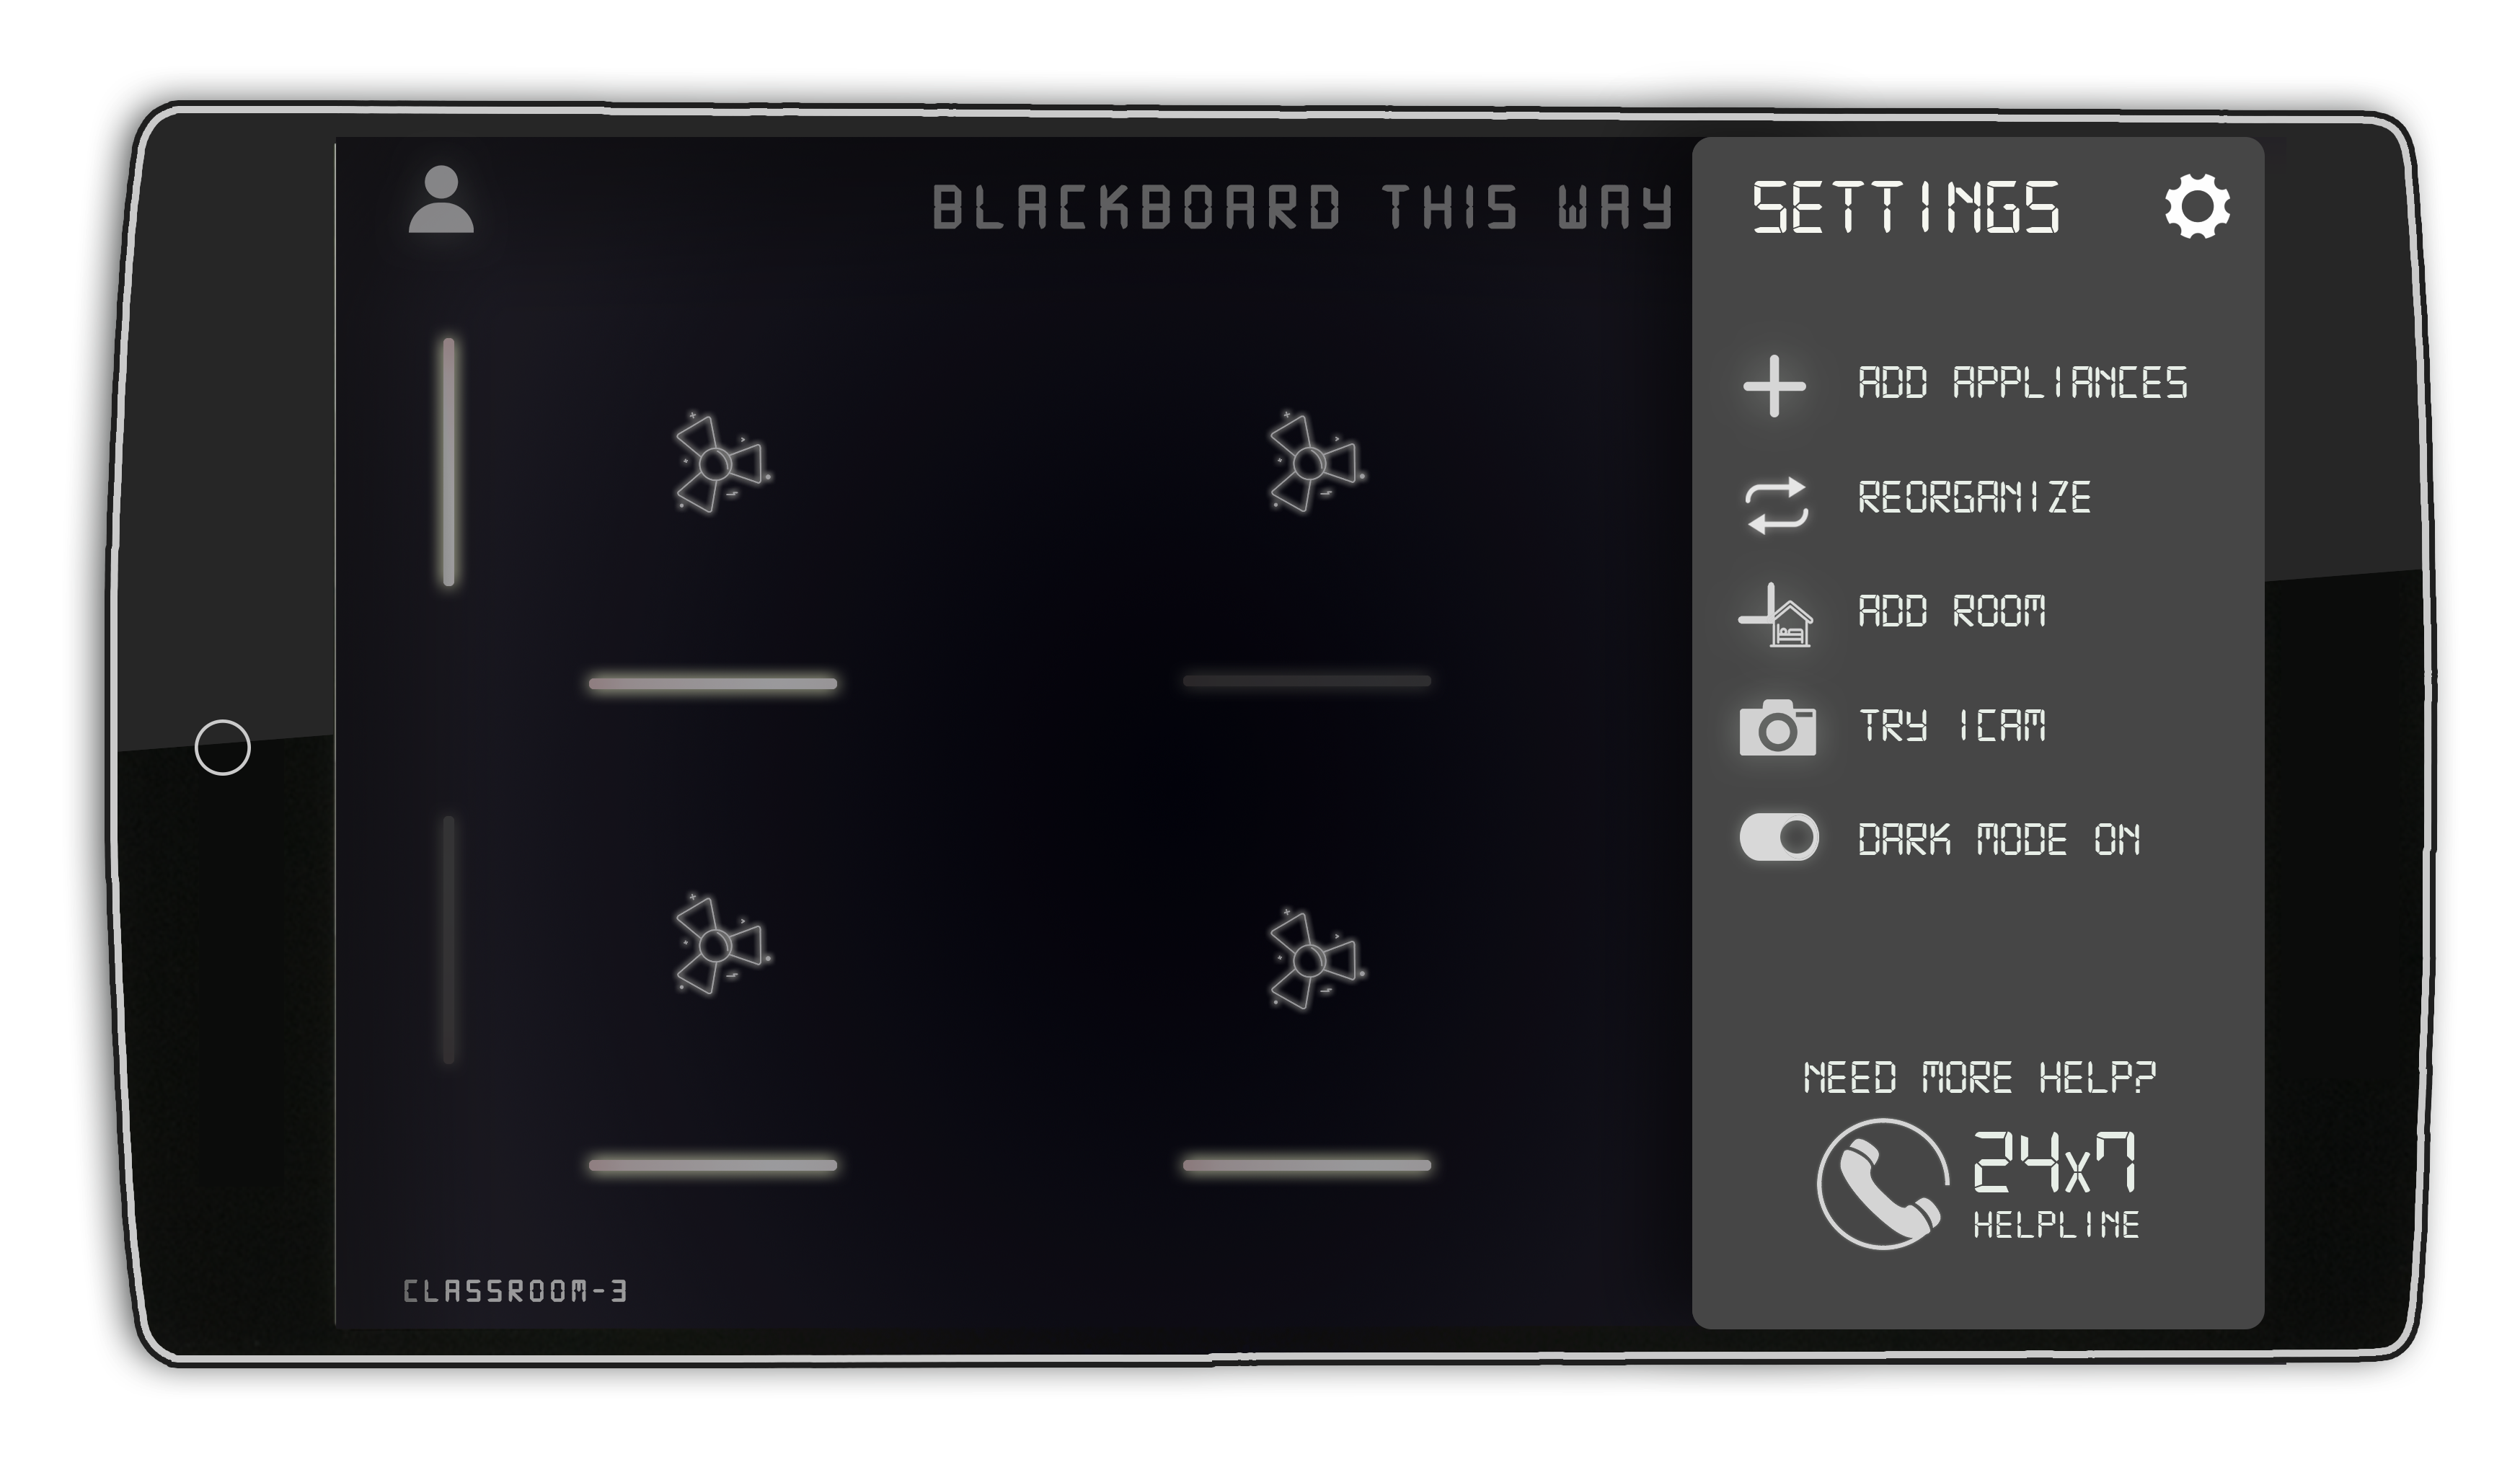 BLACKBOARD THIS WAY
SETTINGS
ADD APPLIANCES
REORGANIZE
ADD ROOM
TRY ICAM
DARK MODE ON
NEED MORE HELP?
24x7
HELPLINE
CLASSROOM-3